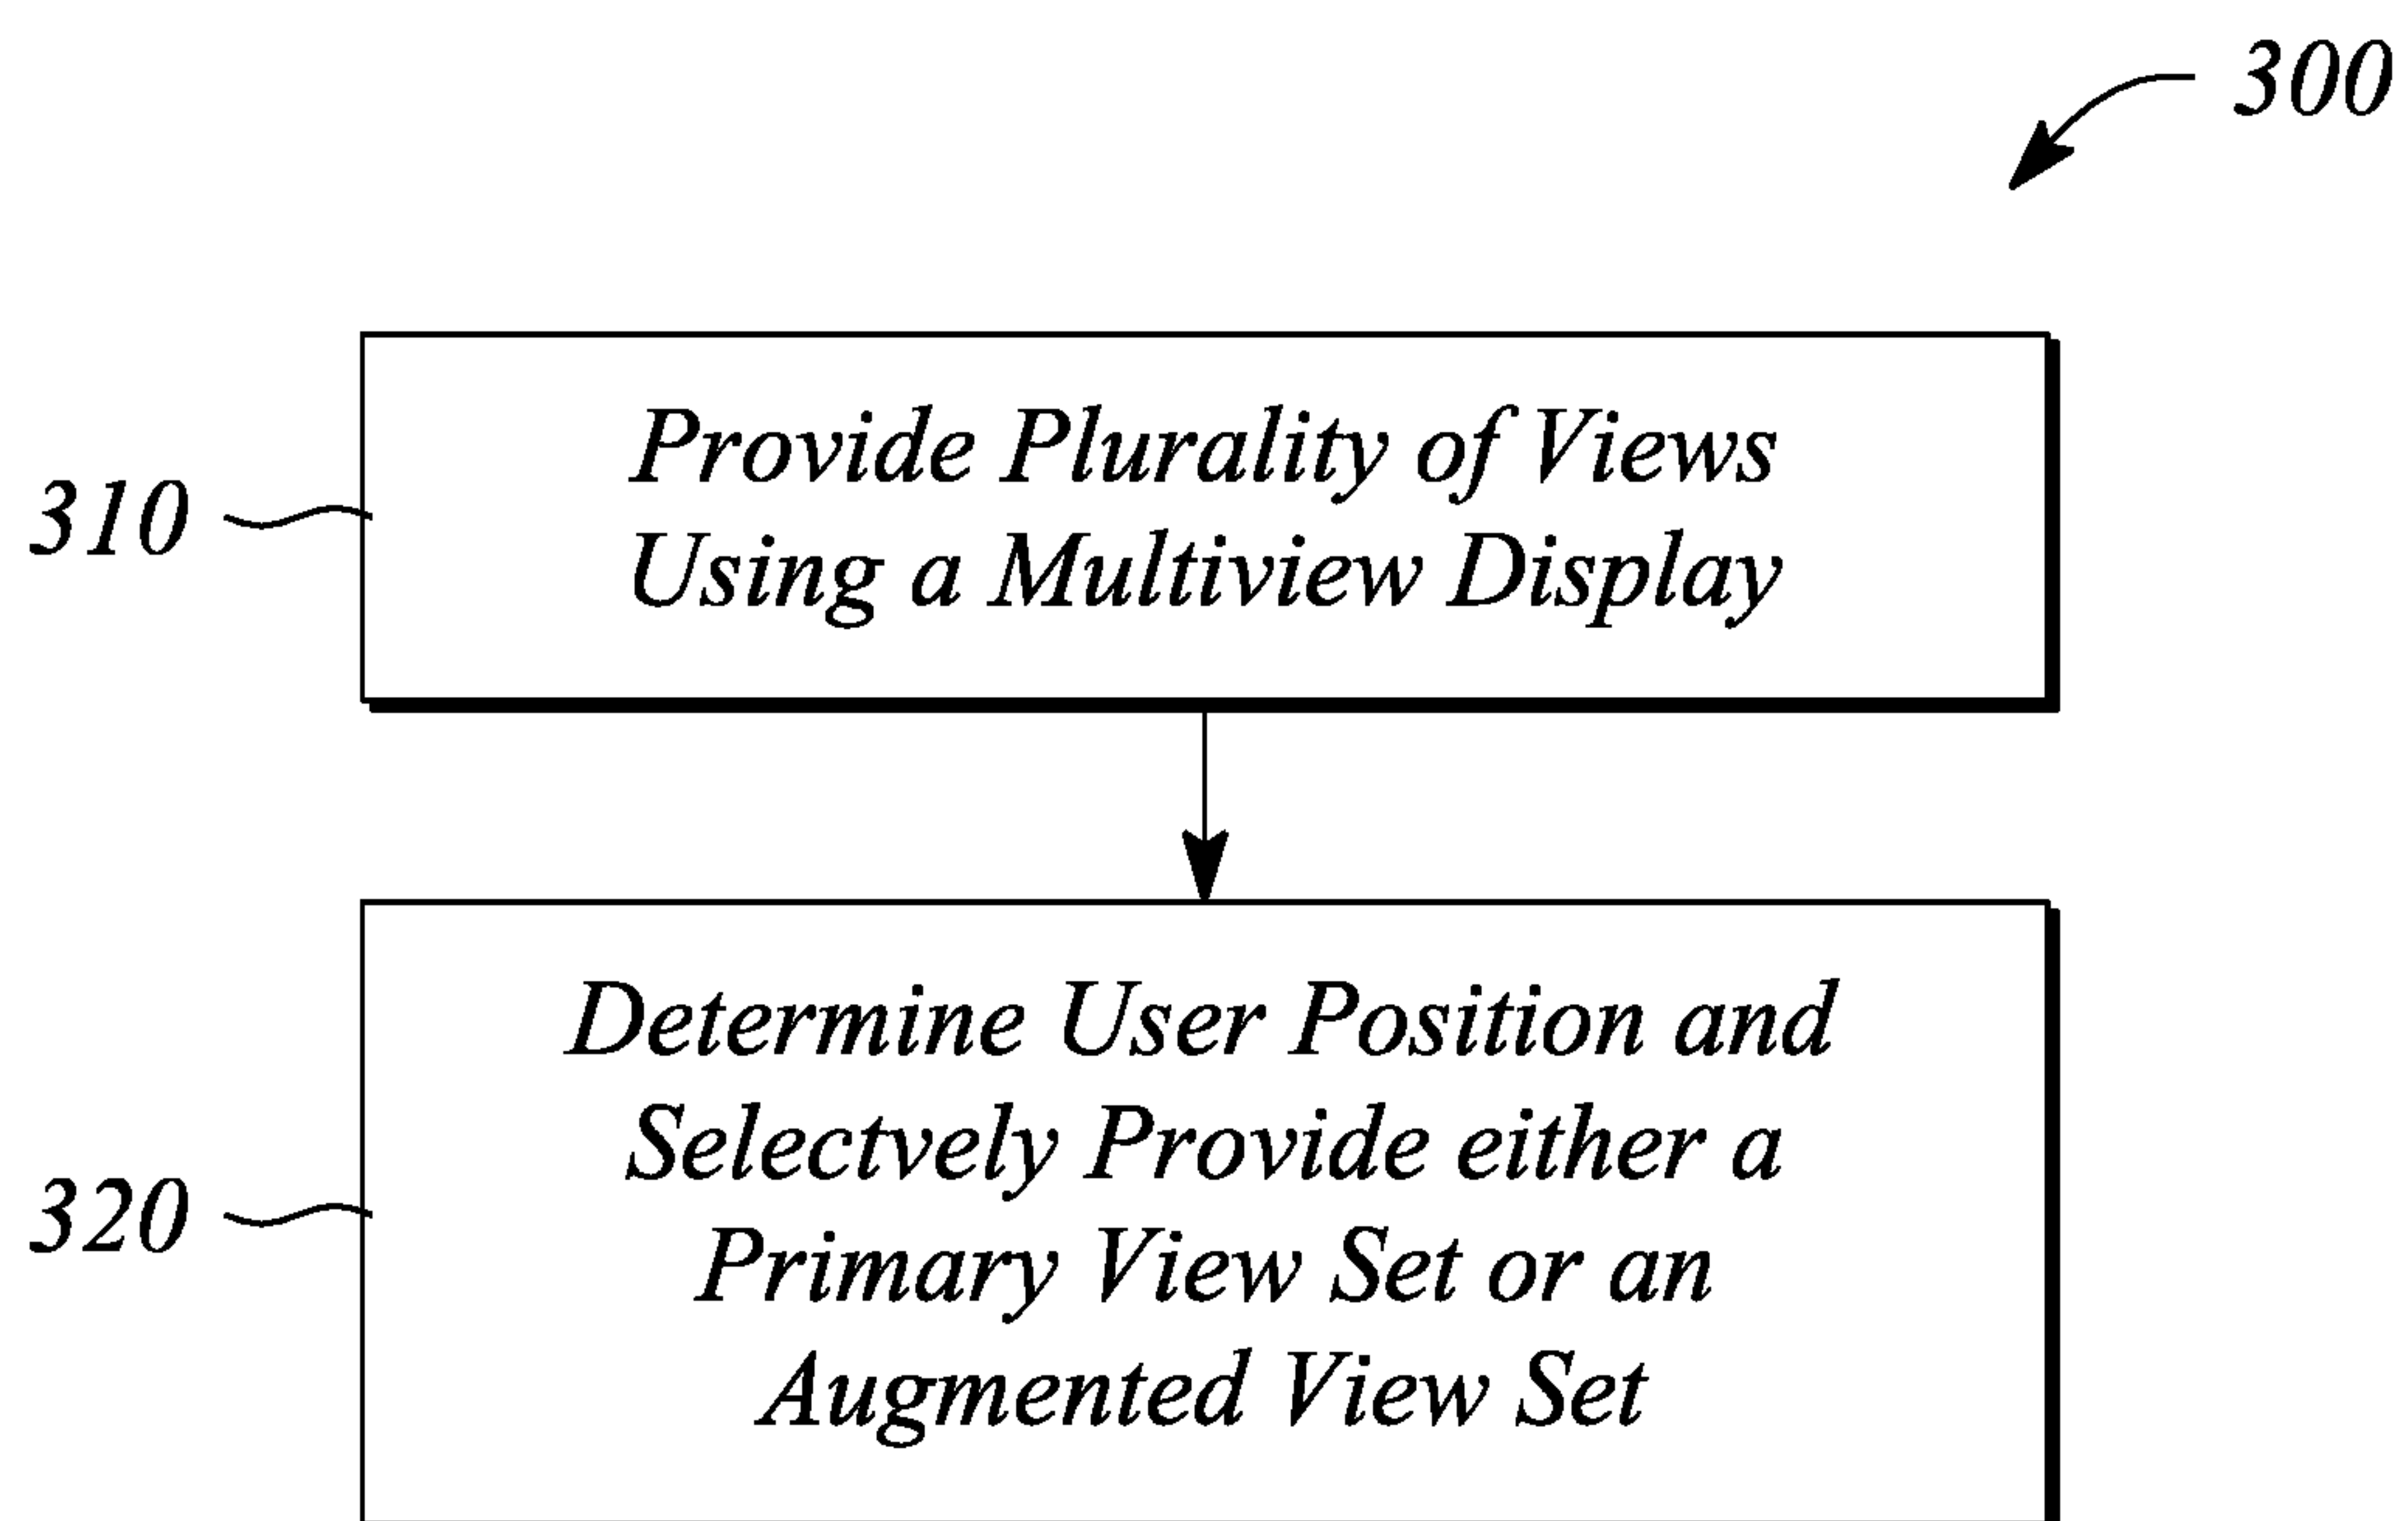 300
310
Provide Plurality of Views
Using a Multiview Display
320
Determine User Position and
Selectvely Provide either a
Primary View Set or an
Augmented View Set